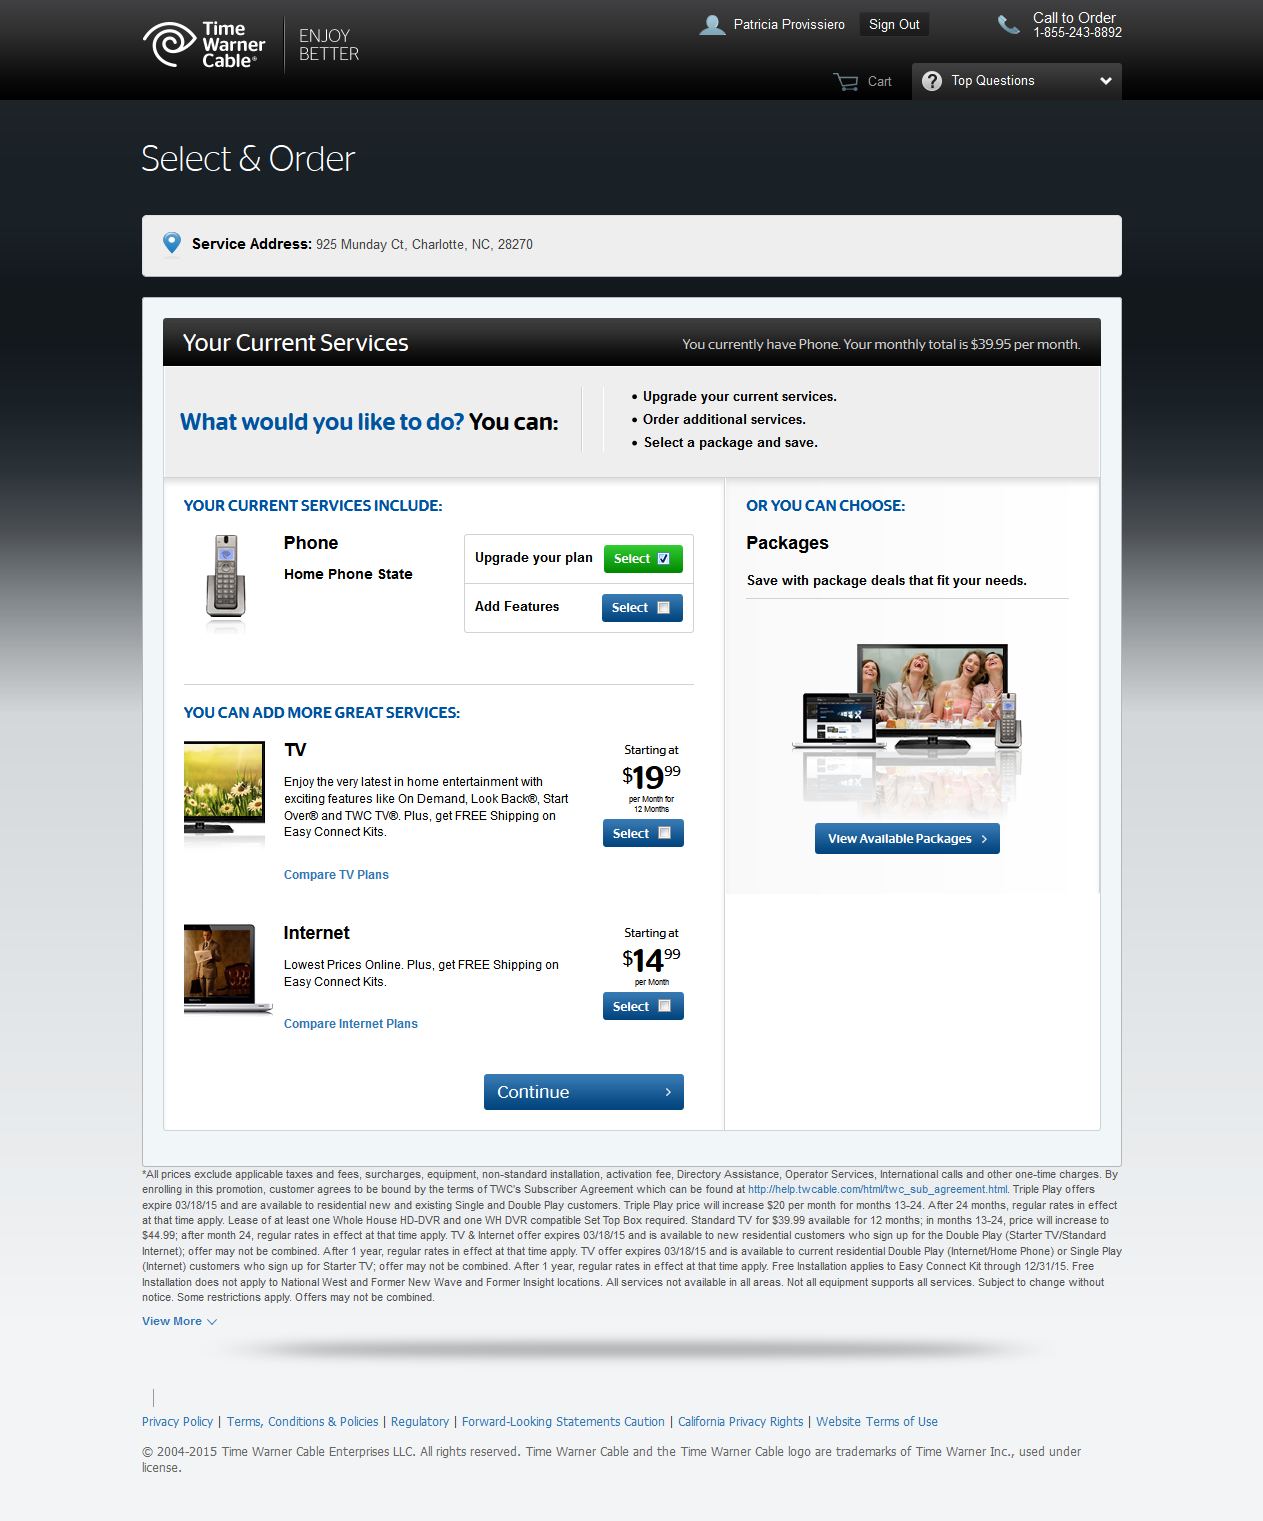 Time Warner Cable® ENJOY BETTER
Patricia Provissiero
Sign Out
Call to Order
1-855-243-8892
Cart
Top Questions
Select & Order
Service Address: 925 Munday Ct, Charlotte, NC, 28270
Your Current Services
You currently have Phone. Your monthly total is $39.95 per month.
What would you like to do? You can:
• Upgrade your current services.
• Order additional services.
• Select a package and save.
YOUR CURRENT SERVICES INCLUDE:
Phone
Home Phone State
Upgrade your plan
Select
Add Features
Select
YOU CAN ADD MORE GREAT SERVICES:
TV
Enjoy the very latest in home entertainment with
exciting features like On Demand, Look Back®, Start
Over® and TWC TV®. Plus, get FREE Shipping on
Easy Connect Kits.
Compare TV Plans
Starting at
$19.99
per Month for
12 Months
Select
Internet
Lowest Prices Online. Plus, get FREE Shipping on
Easy Connect Kits.
Compare Internet Plans
Starting at
$14.99
per Month
Select
Continue
OR YOU CAN CHOOSE:
Packages
Save with package deals that fit your needs.
View Available Packages
*All prices exclude applicable taxes and fees, surcharges, equipment, non-standard installation, activation fee, Directory Assistance, Operator Services, International calls and other one-time charges. By
enrolling in this promotion, customer agrees to be bound by the terms of TWC's Subscriber Agreement which can be found at http://help.twcable.com/html/twc_sub_agreement.html. Triple Play offers
expire 03/18/15 and are available to residential new and existing Single and Double Play customers. Triple Play price will increase $20 per month for months 13-24. After 24 months, regular rates in effect
at that time apply. Lease of at least one Whole House HD-DVR and one WH DVR compatible Set Top Box required. Standard TV for $39.99 available for 12 months; in months 13-24, price will increase to
$44.99; after month 24, regular rates in effect at that time apply. TV & Internet offer expires 03/18/15 and is available to new residential customers who sign up for the Double Play (Starter TV/Standard
Internet); offer may not be combined. After 1 year, regular rates in effect at that time apply. TV offer expires 03/18/15 and is available to current residential Double Play (Internet/Home Phone) or Single Play
(Internet) customers who sign up for Starter TV; offer may not be combined. After 1 year, regular rates in effect at that time apply. Free Installation applies to Easy Connect Kit through 12/31/15. Free
Installation does not apply to National West and Former New Wave and Former Insight locations. All services not available in all areas. Not all equipment supports all services. Subject to change without
notice. Some restrictions apply. Offers may not be combined.
View More
Privacy Policy | Terms, Conditions & Policies | Regulatory | Forward-Looking Statements Caution | California Privacy Rights | Website Terms of Use
© 2004-2015 Time Warner Cable Enterprises LLC. All rights reserved. Time Warner Cable and the Time Warner Cable logo are trademarks of Time Warner Inc., used under
license.